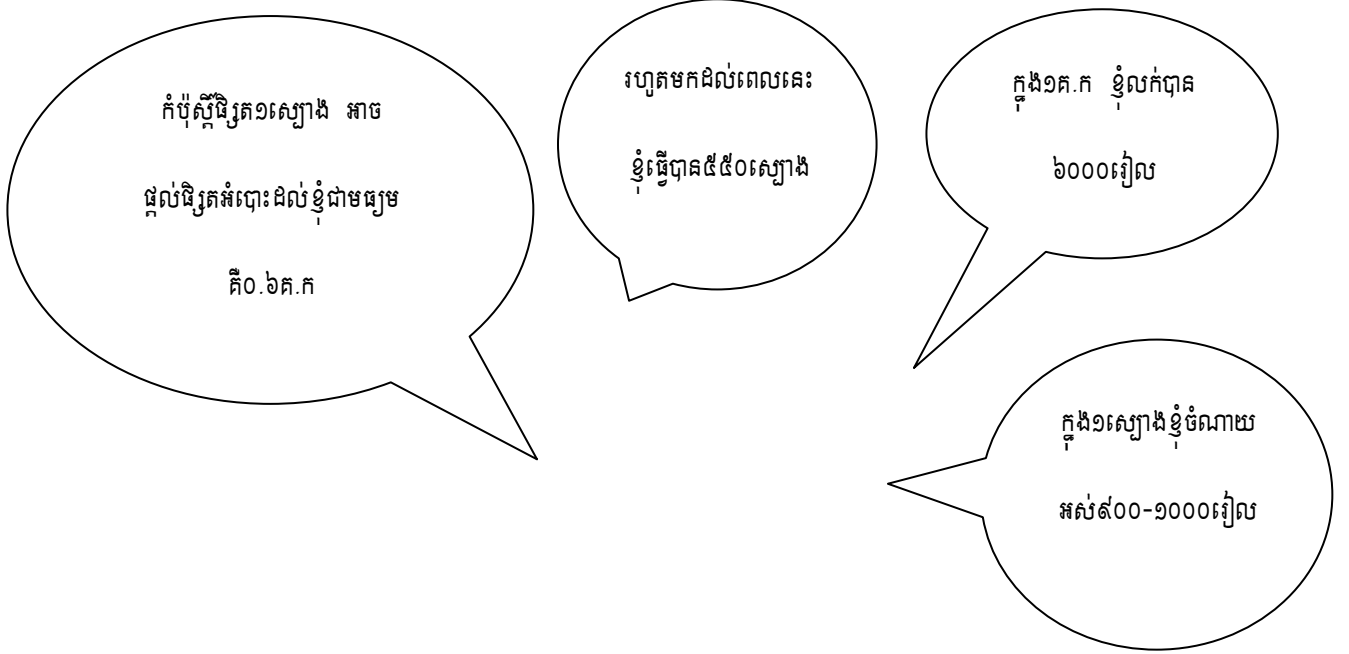 កំប៉ុស្តិ៍ផ្សិត១ស្បោង អាច
ផ្តល់ផ្សិតអំបោះដល់ខ្ញុំជាមធ្យម
គឺ០.៦គ.ក
រហូតមកដល់ពេលនេះ
ខ្ញុំធ្វើបាន៥៥០ស្បោង
ក្នុង១គ.ក ខ្ញុំលក់បាន
៦០០០រៀល
ក្នុង១ស្បោងខ្ញុំចំណាយ
អស់៩០០-១០០០រៀល